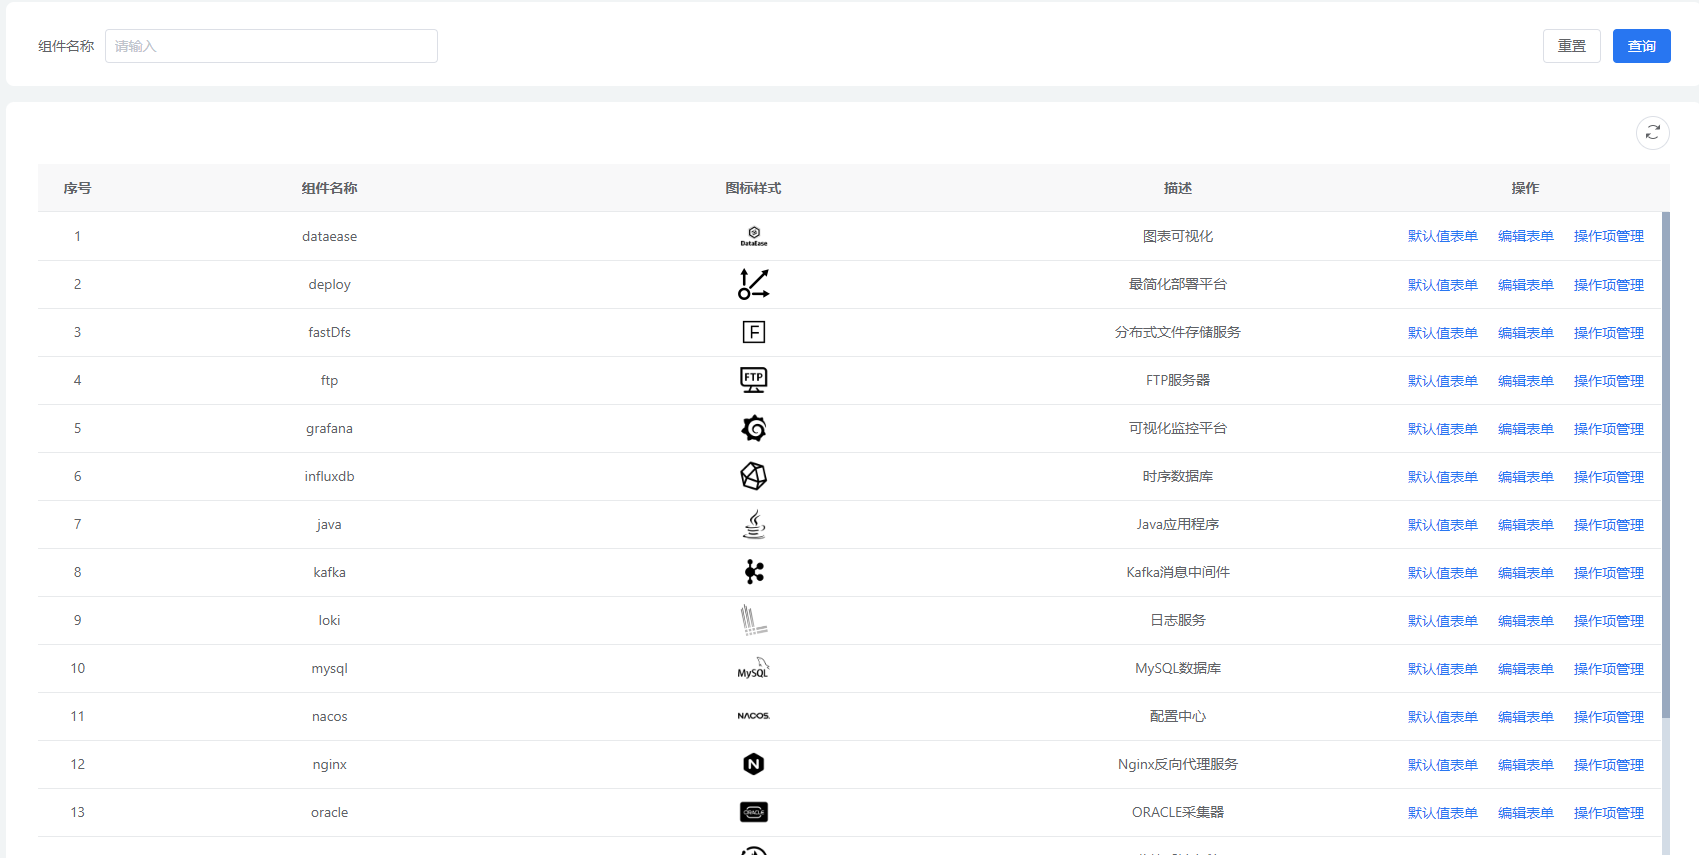 组件名称 请输入 重置 查询
序号 组件名称 图标样式 描述 操作
1 dataease DataEase 图表可视化 默认值表单 编辑表单 操作项管理
2 deploy 最简化部署平台 默认值表单 编辑表单 操作项管理
3 fastDfs F 分布式文件存储服务 默认值表单 编辑表单 操作项管理
4 ftp FTP FTP服务器 默认值表单 编辑表单 操作项管理
5 grafana 可视化监控平台 默认值表单 编辑表单 操作项管理
6 influxdb 时序数据库 默认值表单 编辑表单 操作项管理
7 java Java应用程序 默认值表单 编辑表单 操作项管理
8 kafka Kafka消息中间件 默认值表单 编辑表单 操作项管理
9 loki 日志服务 默认值表单 编辑表单 操作项管理
10 mysql MySQL MySQL数据库 默认值表单 编辑表单 操作项管理
11 nacos NACOS. 配置中心 默认值表单 编辑表单 操作项管理
12 nginx N Nginx反向代理服务 默认值表单 编辑表单 操作项管理
13 oracle ORACLE ORACLE采集器 默认值表单 编辑表单 操作项管理